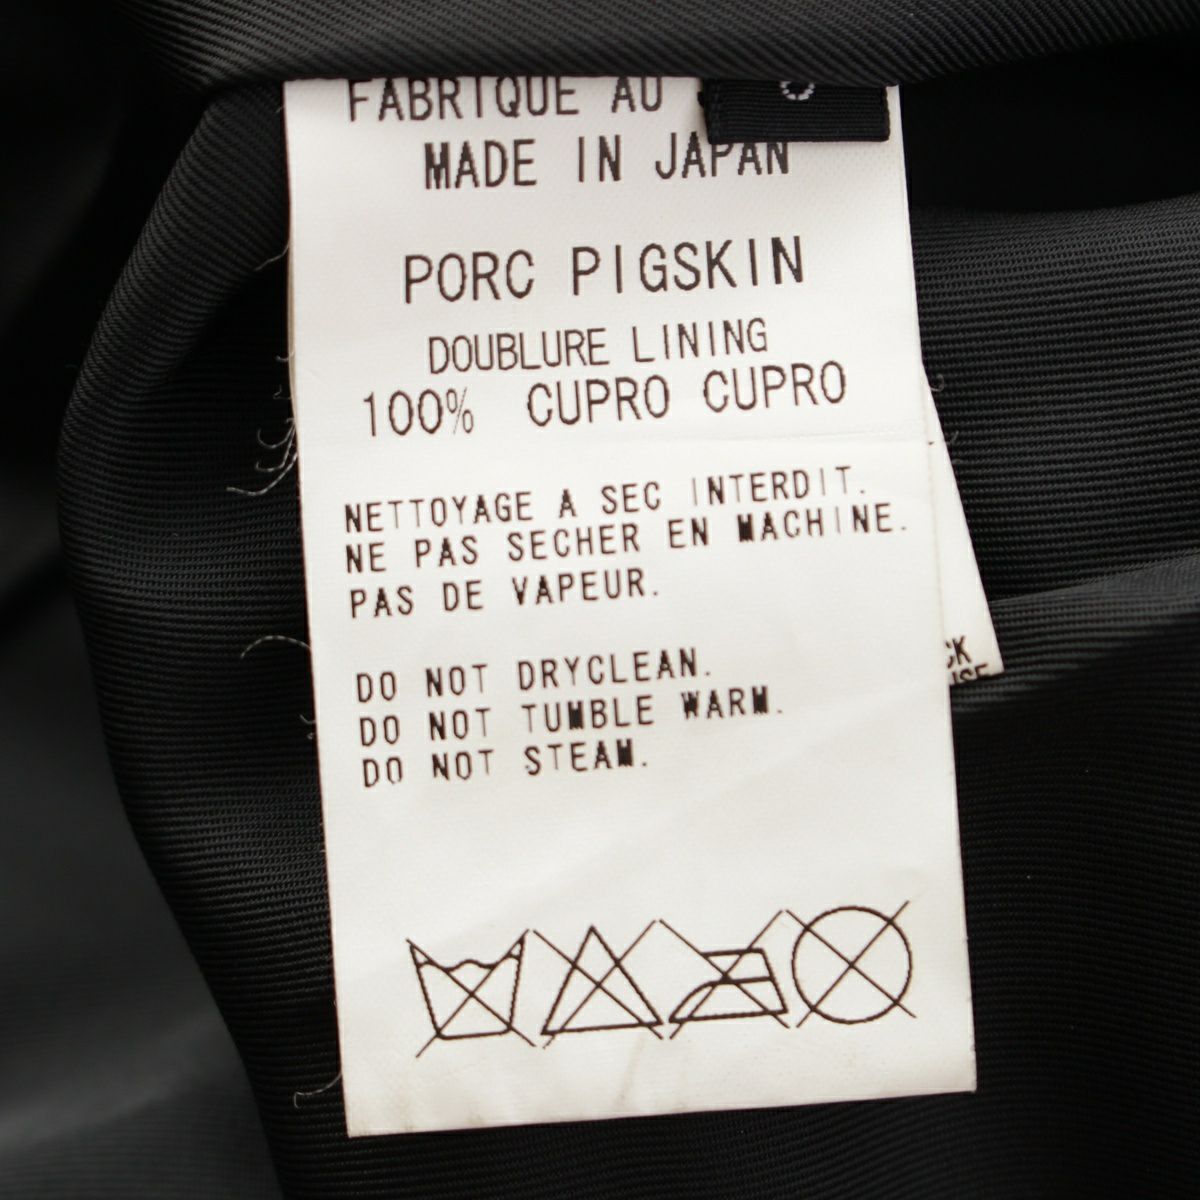 FABRIQUE AU
MADE IN JAPAN
PORC PIGSKIN
DOUBLURE LINING
100% CUPRO CUPRO
NETTOYAGE A SEC INTERDIT.
NE PAS SECHER EN MACHINE.
PAS DE VAPEUR.
DO NOT DRYCLEAN.
DO NOT TUMBLE WARM.
DO NOT STEAM.